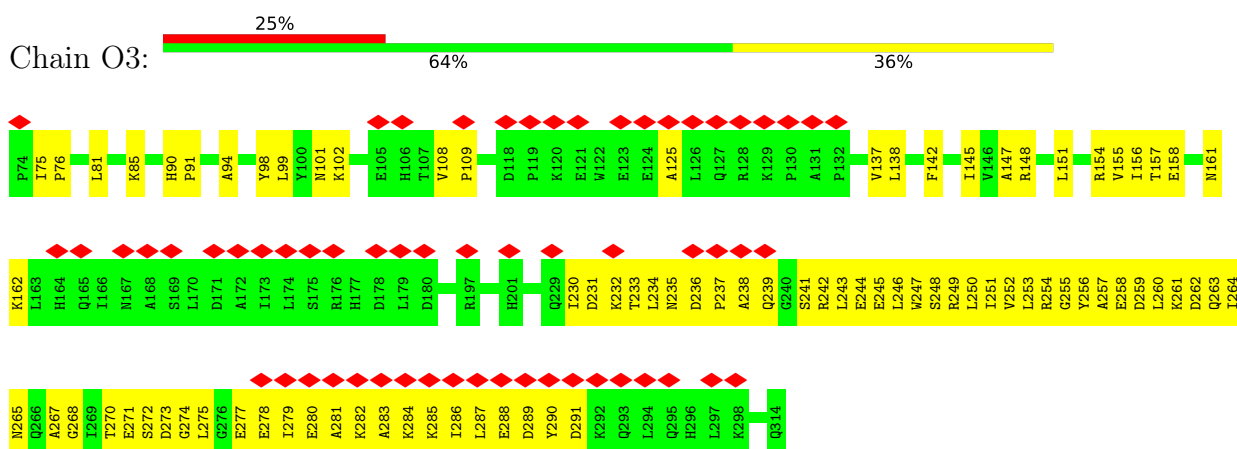 25%
Chain O3:
64% 36%
P74 I75 P76 L81 K85 H90 P91 A94 Y98 L99 Y100 N101 K102 E105 H106 T107 V108 P109 D118 P119 K120 E121 W122 E123 E124 A125 L126 Q127 R128 K129 P130 A131 P132 V137 L138 F142 I145 V146 A147 R148 L151 R154 V155 I156 T157 E158 N161
K162 L163 H164 Q165 I166 N167 A168 S169 L170 D171 A172 I173 L174 S175 R176 H177 D178 L179 D180 R197 H201 Q229 I230 D231 K232 T233 L234 N235 D236 P237 A238 Q239 G240 S241 R242 L243 E244 E245 L246 W247 S248 R249 L250 I251 V252 L253 R254 G255 Y256 A257 E258 D259 L260 K261 D262 Q263 I264
N265 Q266 A267 G268 I269 T270 E271 S272 D273 G274 L275 G276 E277 E278 I279 E280 A281 K282 A283 K284 K285 I286 L287 E288 D289 Y290 D291 K292 Q293 L294 Q295 H296 L297 K298 Q314